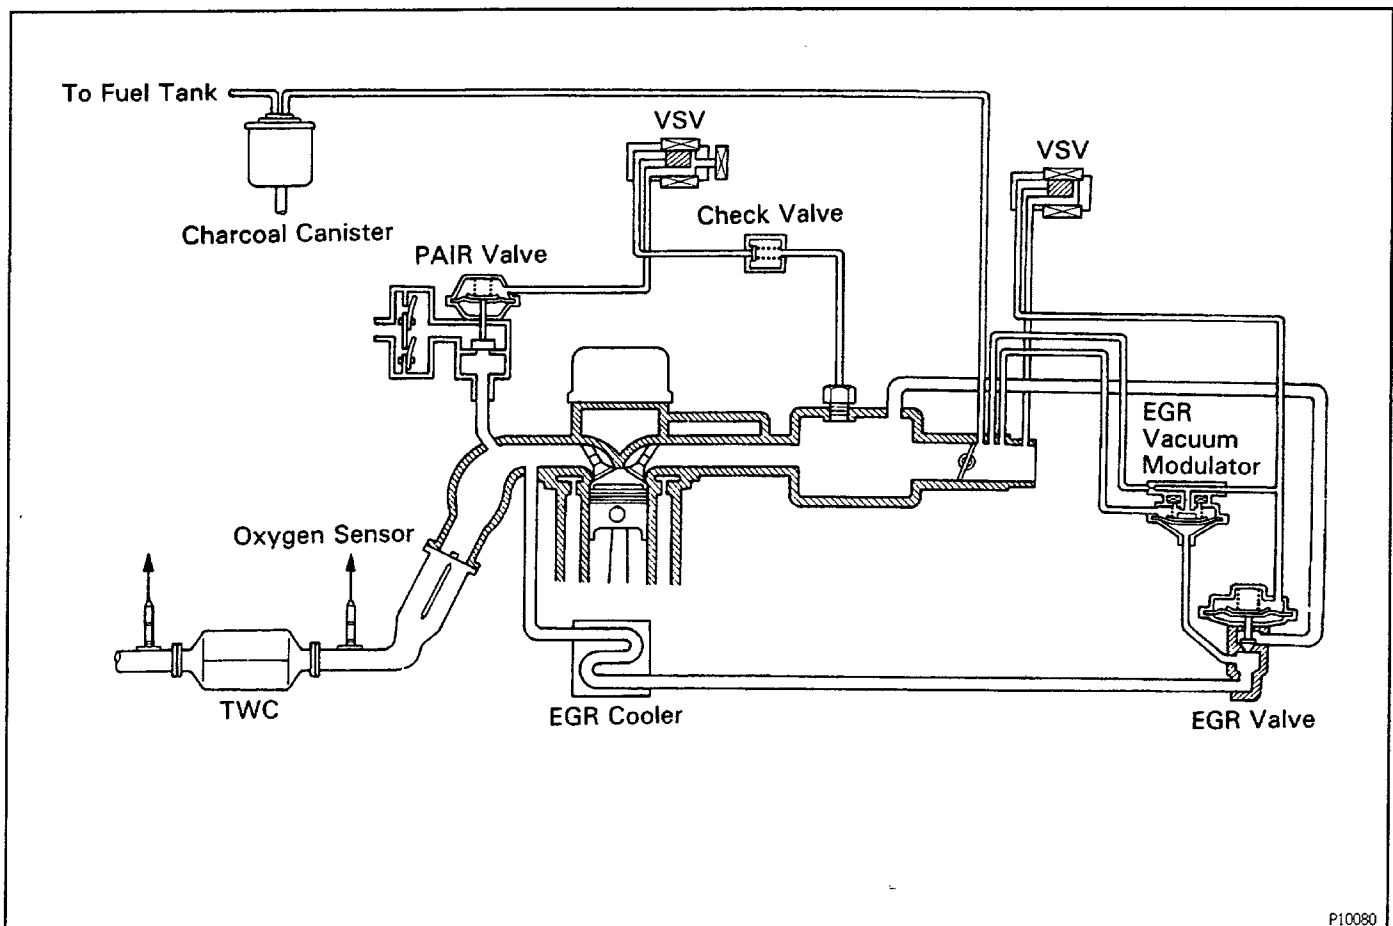 To Fuel Tank
VSV
VSV
Charcoal Canister
Check Valve
PAIR Valve
EGR
Vacuum
Modulator
Oxygen Sensor
TWC
EGR Cooler
EGR Valve
P10080